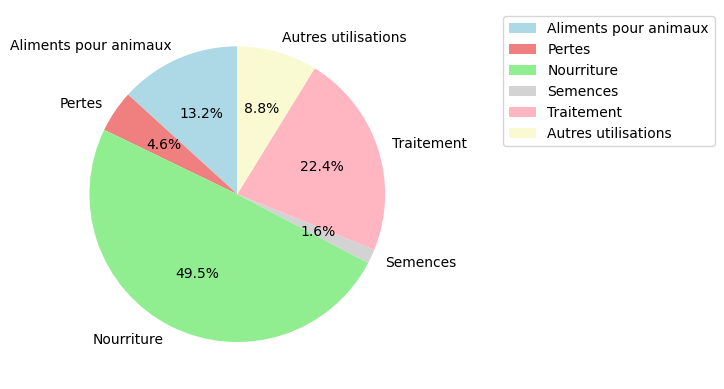 Autres utilisations
Aliments pour animaux
Pertes
Traitement
Semences
Nourriture
13.2%
8.8%
4.6%
22.4%
1.6%
49.5%
Aliments pour animaux
Pertes
Nourriture
Semences
Traitement
Autres utilisations